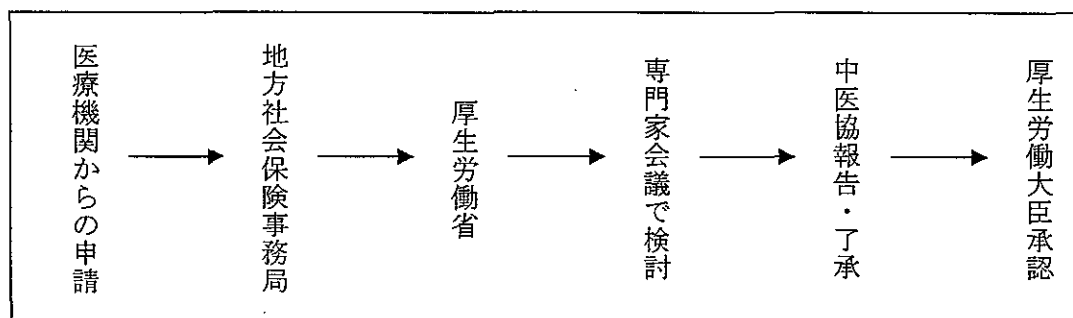 医療機関からの申請
地方社会保険事務局
厚生労働省
専門家会議で検討
中医協報告・了承
厚生労働大臣承認